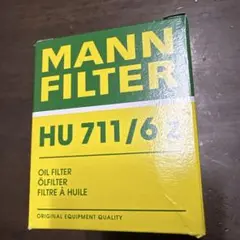 MANN
FILTER
HU 711/6 z
OIL FILTER
ÖLFILTER
FILTRE À HUILE
ORIGINAL EQUIPMENT QUALITY